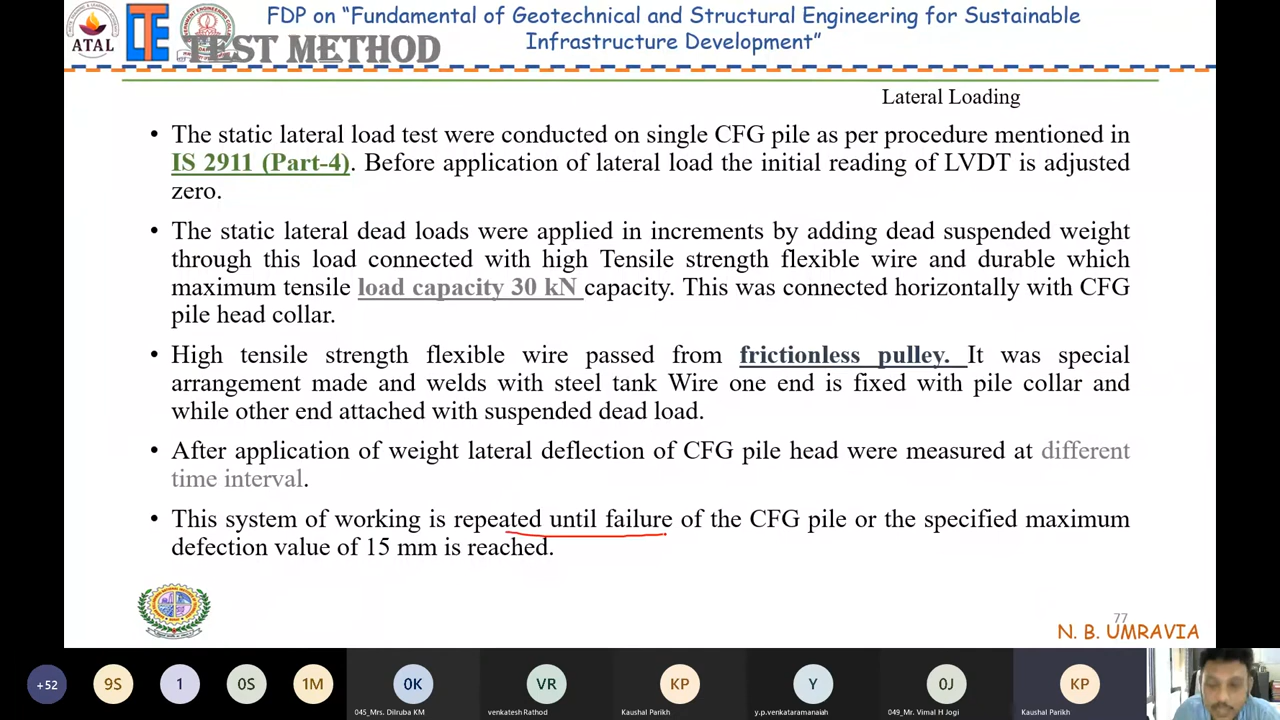 FDP on “Fundamental of Geotechnical and Structural Engineering for Sustainable
Infrastructure Development”
ATAL
TEST METHOD
Lateral Loading
• The static lateral load test were conducted on single CFG pile as per procedure mentioned in
IS 2911 (Part-4). Before application of lateral load the initial reading of LVDT is adjusted
zero.
• The static lateral dead loads were applied in increments by adding dead suspended weight
through this load connected with high Tensile strength flexible wire and durable which
maximum tensile load capacity 30 kN capacity. This was connected horizontally with CFG
pile head collar.
• High tensile strength flexible wire passed from frictionless pulley. It was special
arrangement made and welds with steel tank Wire one end is fixed with pile collar and
while other end attached with suspended dead load.
• After application of weight lateral deflection of CFG pile head were measured at different
time interval.
• This system of working is repeated until failure of the CFG pile or the specified maximum
defection value of 15 mm is reached.
77
N. B. UMRAVIA
+52
9S
1
0S
1M
0K
VR
KP
Y
0J
KP
045_Mrs. Dilruba KM
venkatesh Rathod
Kaushal Parikh
y.p.venkataramanaiah
049_Mr. Vimal H Jogi
Kaushal Parikh